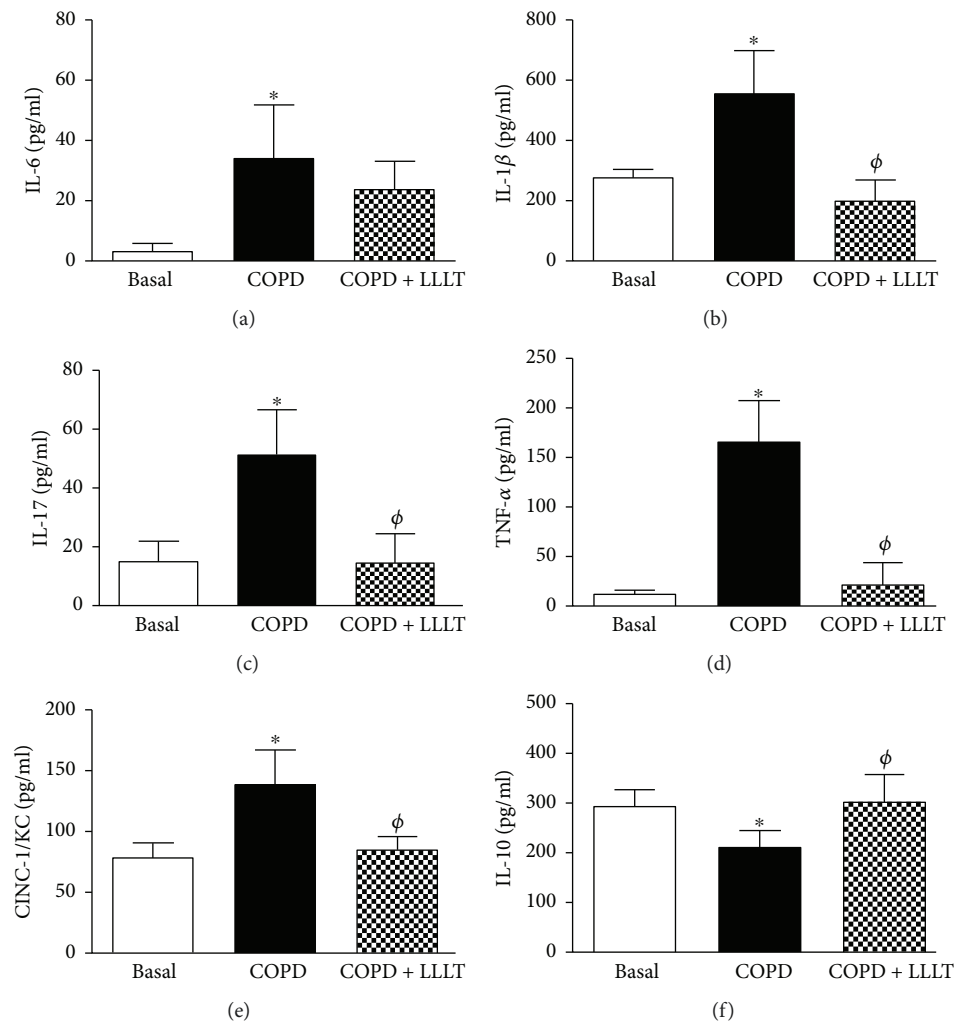 80
60
40
20
0
IL-6 (pg/ml)
*
Basal
COPD
COPD + LLLT
(a)
800
600
400
200
0
IL-1β (pg/ml)
*
ϕ
Basal
COPD
COPD + LLLT
(b)
80
60
40
20
0
IL-17 (pg/ml)
*
ϕ
Basal
COPD
COPD + LLLT
(c)
250
200
150
100
50
0
TNF-α (pg/ml)
*
ϕ
Basal
COPD
COPD + LLLT
(d)
200
150
100
50
0
CINC-1/KC (pg/ml)
*
ϕ
Basal
COPD
COPD + LLLT
(e)
500
400
300
200
100
0
IL-10 (pg/ml)
*
ϕ
Basal
COPD
COPD + LLLT
(f)